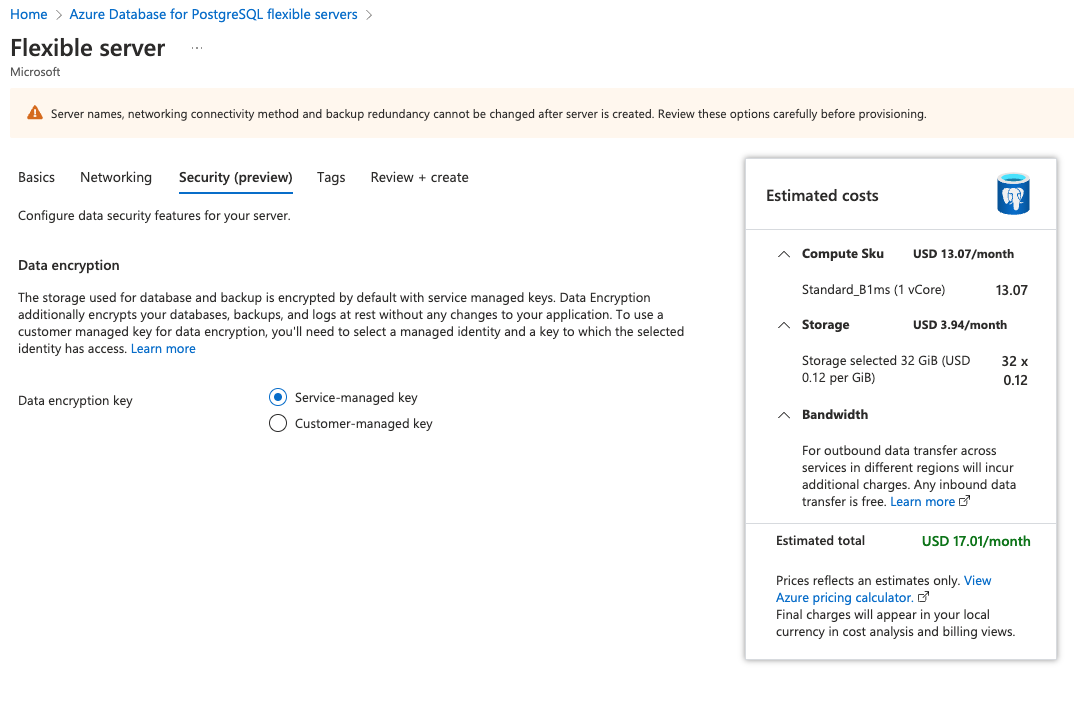 Home > Azure Database for PostgreSQL flexible servers >
Flexible server ...
Microsoft
Server names, networking connectivity method and backup redundancy cannot be changed after server is created. Review these options carefully before provisioning.
Basics Networking Security (preview) Tags Review + create
Configure data security features for your server.
Data encryption
The storage used for database and backup is encrypted by default with service managed keys. Data Encryption
additionally encrypts your databases, backups, and logs at rest without any changes to your application. To use a
customer managed key for data encryption, you'll need to select a managed identity and a key to which the selected
identity has access. Learn more
Data encryption key
Service-managed key
Customer-managed key
Estimated costs
Compute Sku USD 13.07/month
Standard_B1ms (1 vCore) 13.07
Storage USD 3.94/month
Storage selected 32 GiB (USD 32 x
0.12 per GiB) 0.12
Bandwidth
For outbound data transfer across
services in different regions will incur
additional charges. Any inbound data
transfer is free. Learn more
Estimated total USD 17.01/month
Prices reflects an estimates only. View
Azure pricing calculator.
Final charges will appear in your local
currency in cost analysis and billing views.